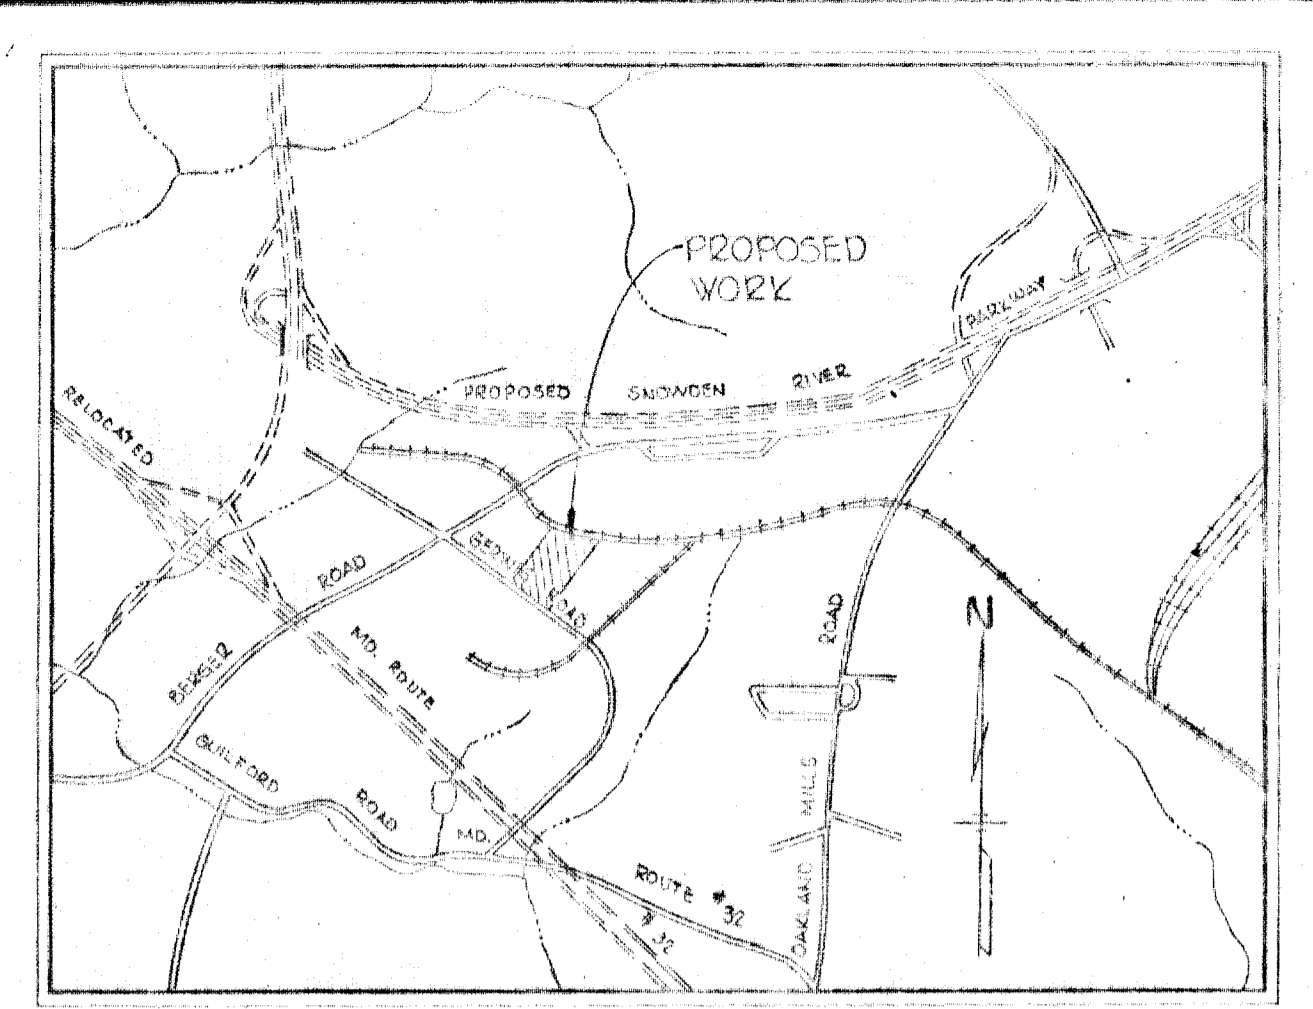 PROPOSED
WORK
PARKWAY
PROPOSED SNOWDEN RIVER
RELOCATED
ROAD
ROAD
BERGER
MD. ROUTE
ROAD
N
GUILFORD
ROAD
MD.
MILLS
OAKLAND
ROUTE # 32
# 32